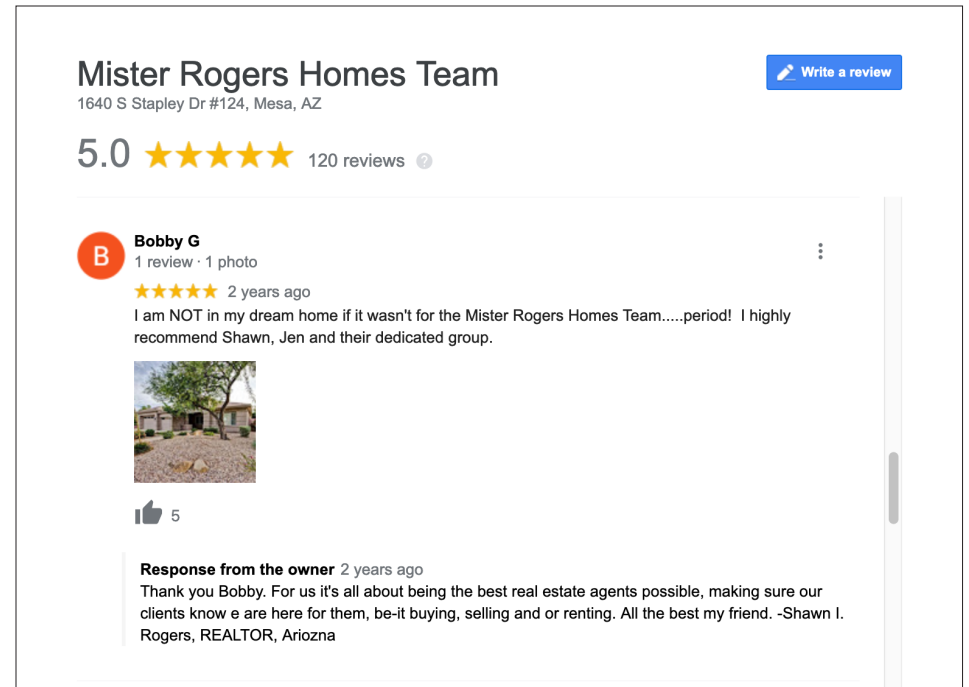 Mister Rogers Homes Team
Write a review
1640 S Stapley Dr #124, Mesa, AZ
5.0 120 reviews ?
B
Bobby G
1 review · 1 photo
2 years ago
I am NOT in my dream home if it wasn't for the Mister Rogers Homes Team.....period! I highly
recommend Shawn, Jen and their dedicated group.
5
Response from the owner 2 years ago
Thank you Bobby. For us it's all about being the best real estate agents possible, making sure our
clients know e are here for them, be-it buying, selling and or renting. All the best my friend. -Shawn I.
Rogers, REALTOR, Ariozna